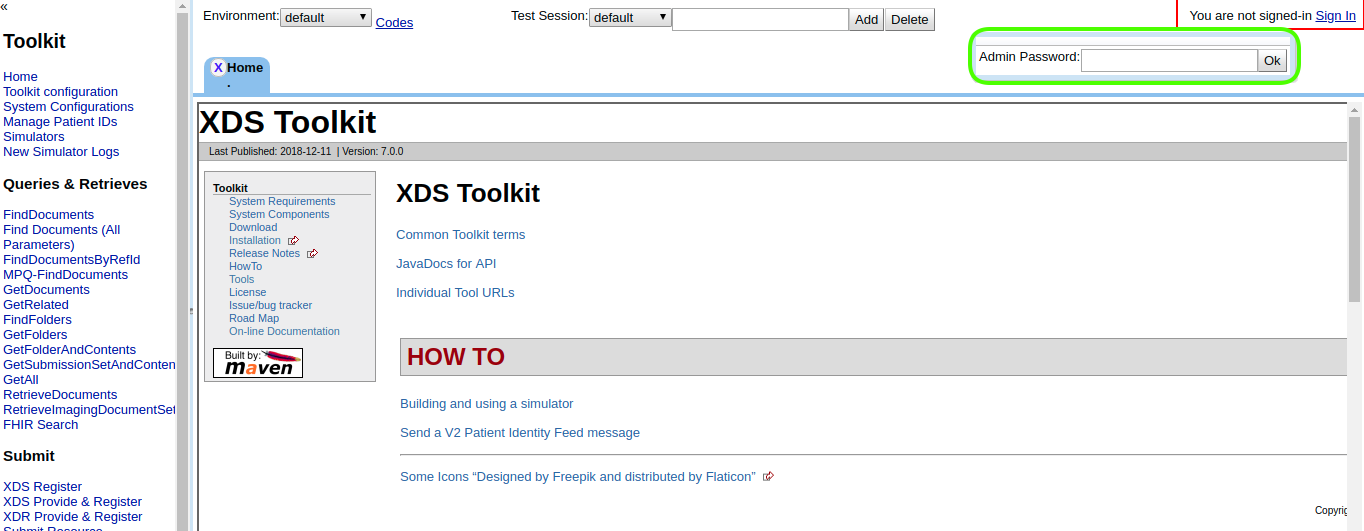 «
Toolkit
Home
Toolkit configuration
System Configurations
Manage Patient IDs
Simulators
New Simulator Logs
Queries & Retrieves
FindDocuments
Find Documents (All
Parameters)
FindDocumentsByRefId
MPQ-FindDocuments
GetDocuments
GetRelated
FindFolders
GetFolders
GetFolderAndContents
GetSubmissionSetAndConten
GetAll
RetrieveDocuments
RetrieveImagingDocumentSet
FHIR Search
Submit
XDS Register
XDS Provide & Register
XDR Provide & Register
Submit Resource
Environment: default Codes
Test Session: default Add Delete
You are not signed-in Sign In
Admin Password: Ok
X Home
.
XDS Toolkit
Last Published: 2018-12-11 | Version: 7.0.0
Toolkit
System Requirements
System Components
Download
Installation
Release Notes
HowTo
Tools
License
Issue/bug tracker
Road Map
On-line Documentation
Built by:
maven
XDS Toolkit
Common Toolkit terms
JavaDocs for API
Individual Tool URLs
HOW TO
Building and using a simulator
Send a V2 Patient Identity Feed message
Some Icons “Designed by Freepik and distributed by Flaticon”
Copyrig